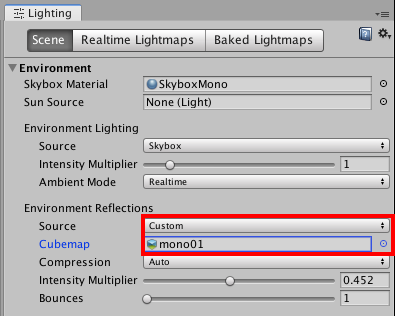 Lighting
Scene Realtime Lightmaps Baked Lightmaps
Environment
Skybox Material SkyboxMono
Sun Source None (Light)
Environment Lighting
Source Skybox
Intensity Multiplier 1
Ambient Mode Realtime
Environment Reflections
Source Custom
Cubemap mono01
Compression Auto
Intensity Multiplier 0.452
Bounces 1